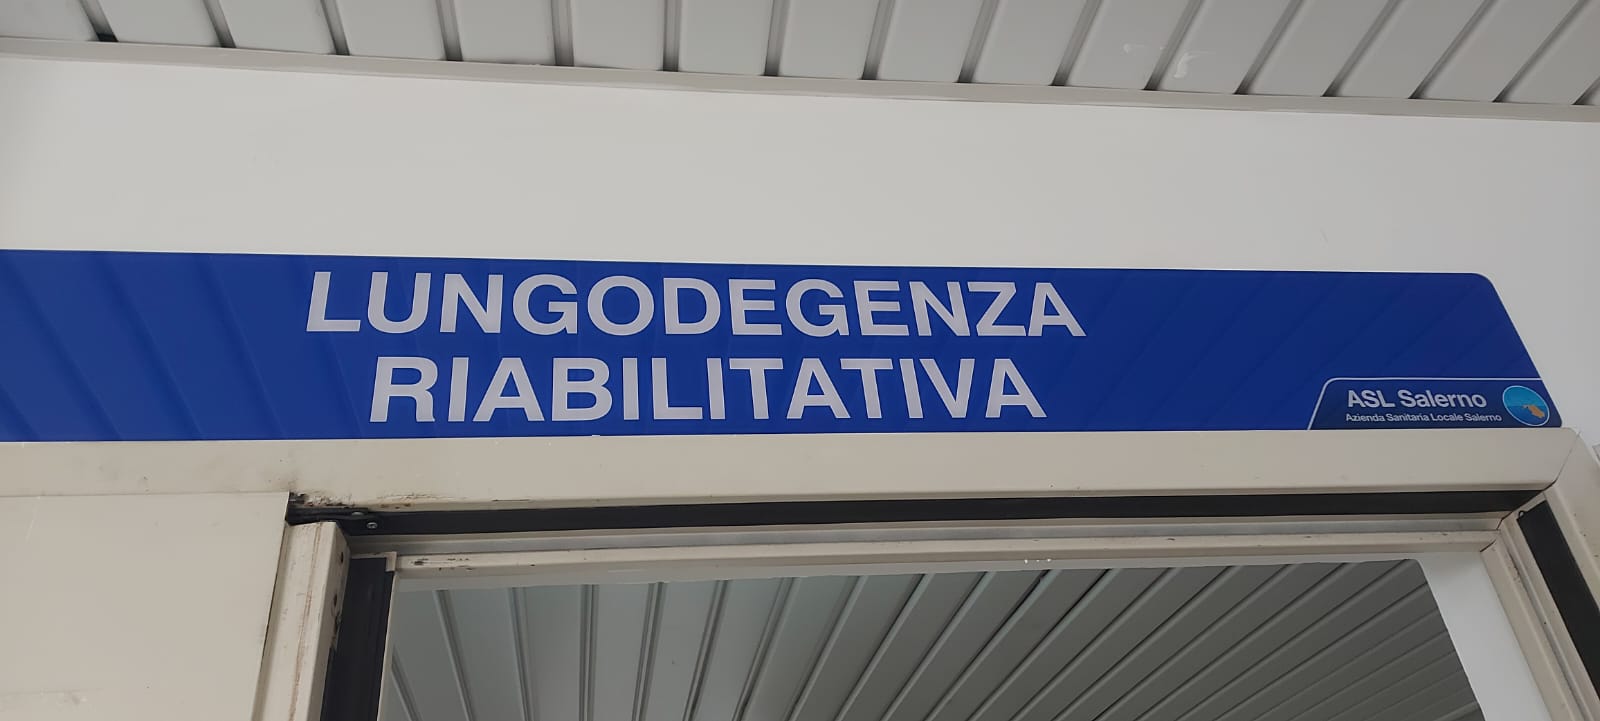 LUNGODEGENZA
RIABILITATIVA
ASL Salerno
Azienda Sanitaria Locale Salerno